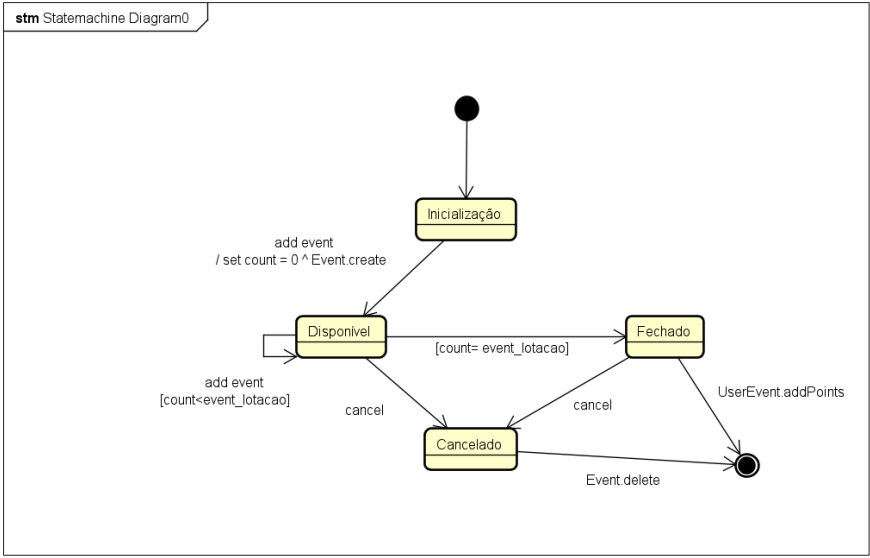 stm Statemachine Diagram0
Inicialização
add event
/ set count = 0 ^ Event.create
Disponível
Fechado
[count= event_lotacao]
add event
[count<event_lotacao]
cancel
cancel
UserEvent.addPoints
Cancelado
Event.delete